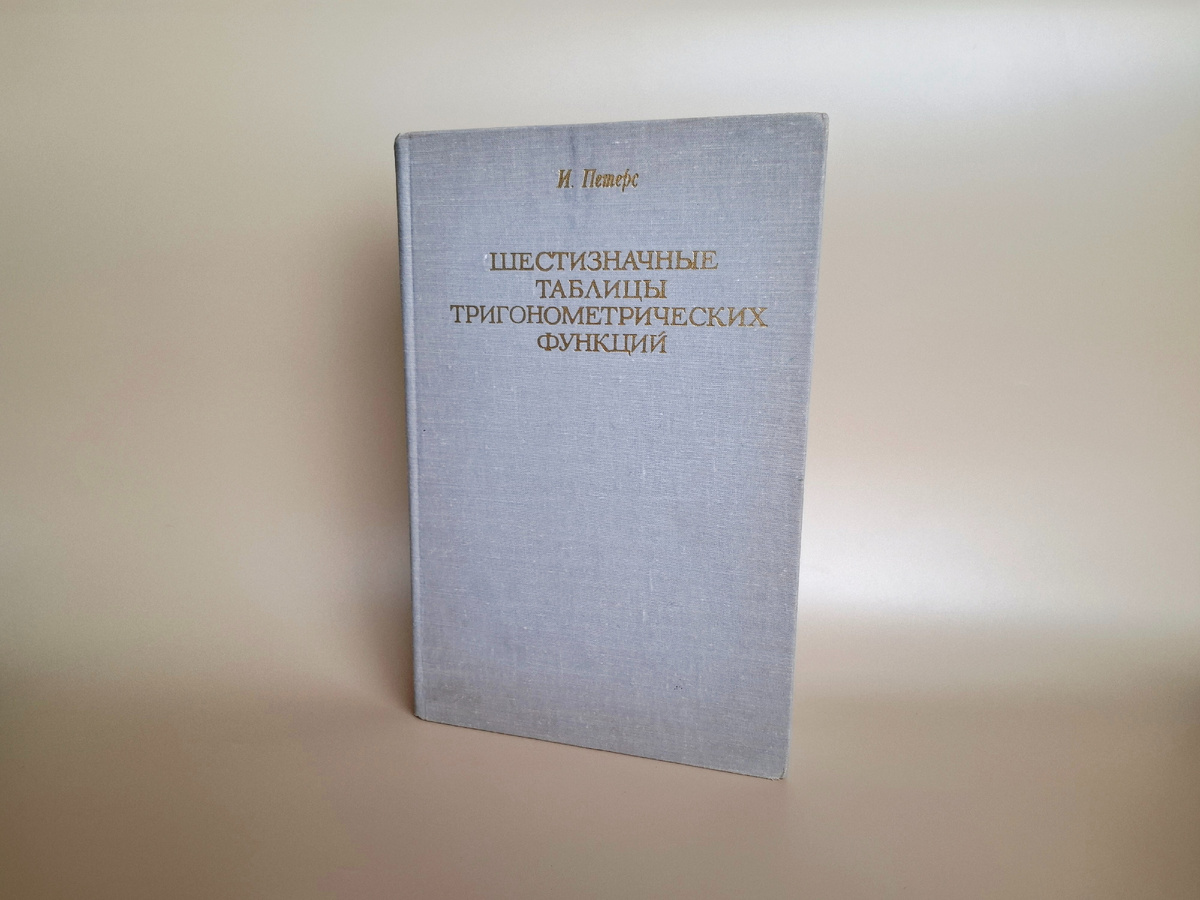 И. Петерс
ШЕСТИЗНАЧНЫЕ
ТАБЛИЦЫ
ТРИГОНОМЕТРИЧЕСКИХ
ФУНКЦИЙ